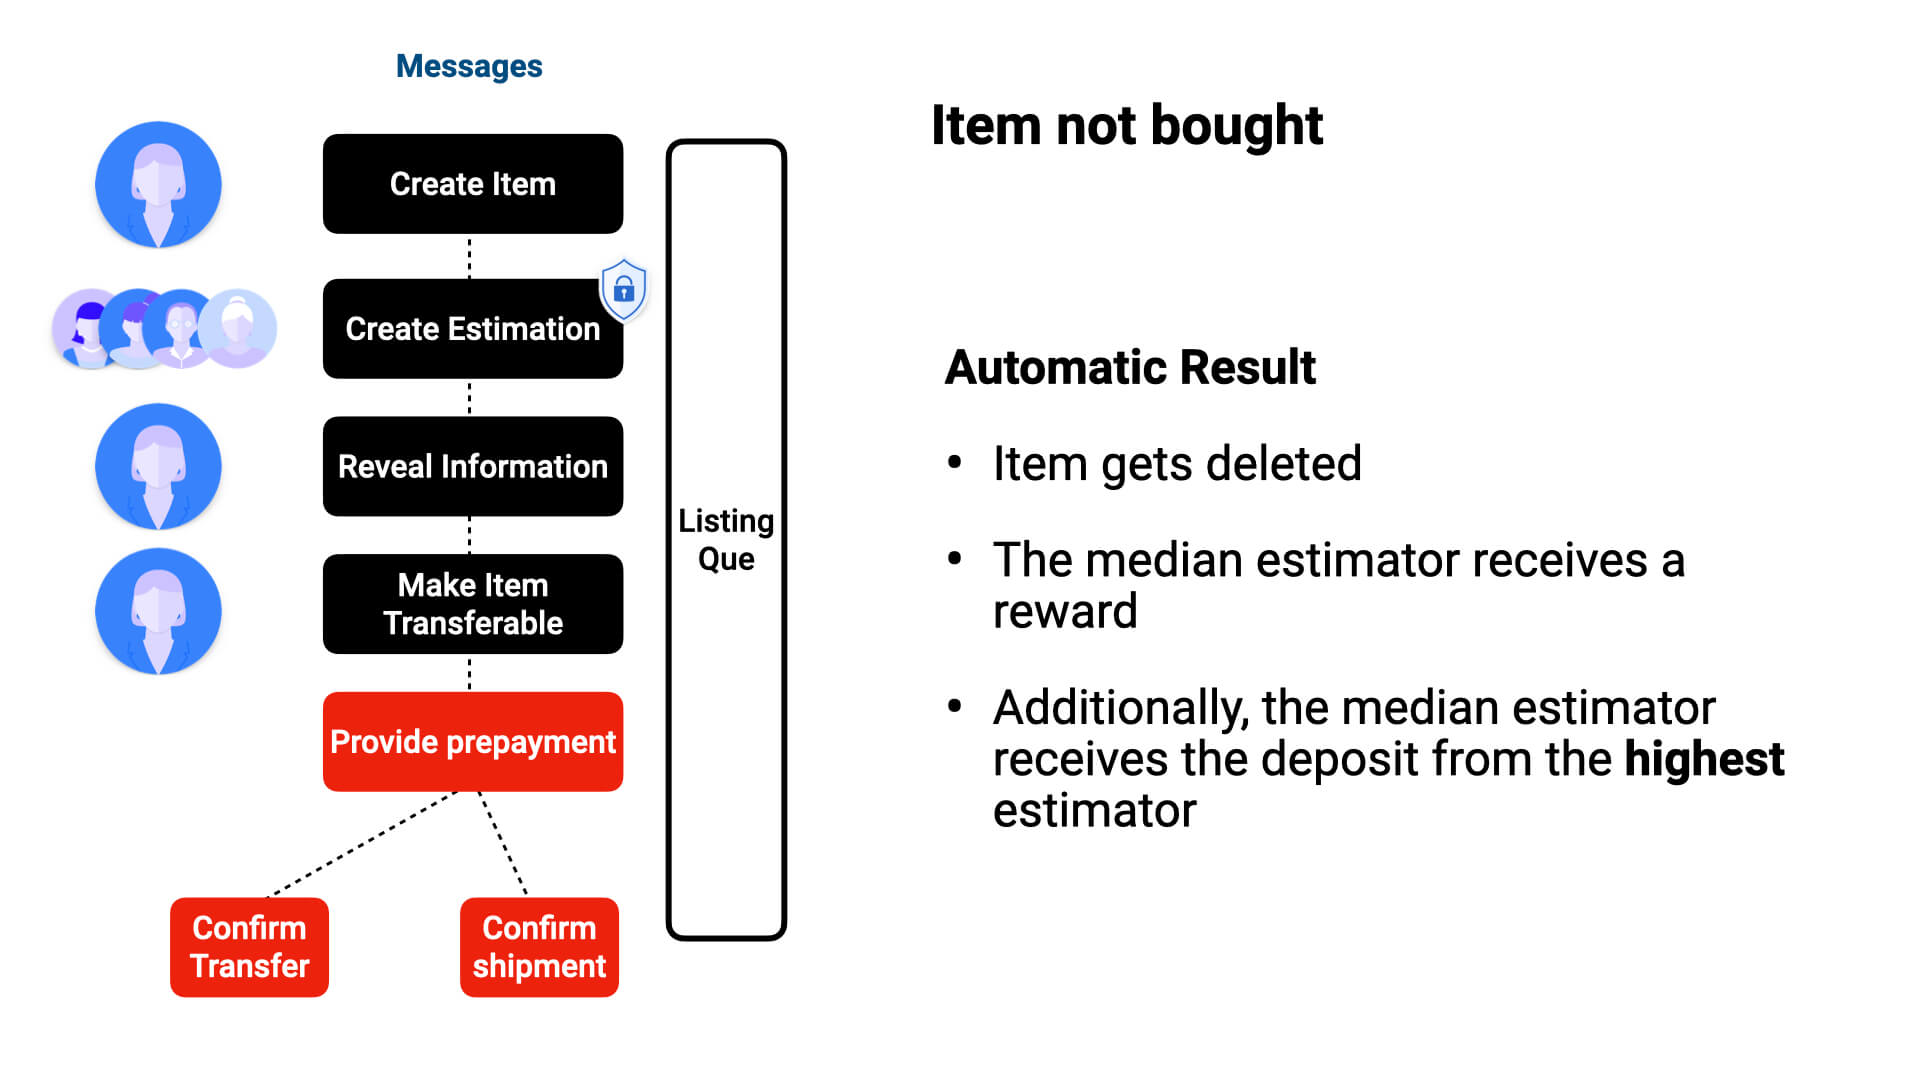 Messages
Create Item
Create Estimation
Reveal Information
Make Item
Transferable
Provide prepayment
Confirm
Transfer
Confirm
shipment
Listing
Que
Item not bought
Automatic Result
• Item gets deleted
• The median estimator receives a
reward
• Additionally, the median estimator
receives the deposit from the highest
estimator